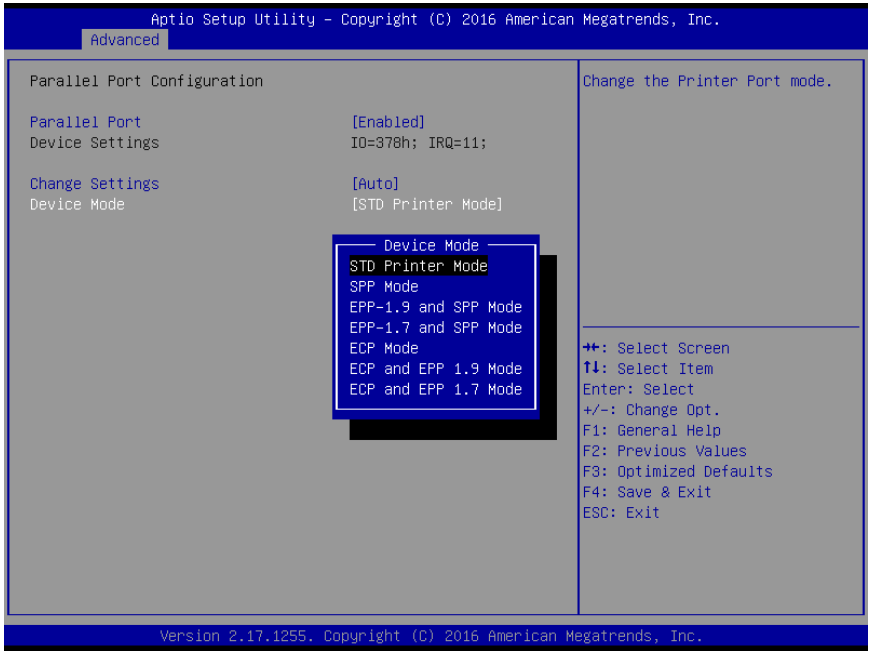 Aptio Setup Utility – Copyright (C) 2016 American Megatrends, Inc.
Advanced
Parallel Port Configuration
Parallel Port [Enabled]
Device Settings IO=378h; IRQ=11;
Change Settings [Auto]
Device Mode [STD Printer Mode]
Device Mode
STD Printer Mode
SPP Mode
EPP-1.9 and SPP Mode
EPP-1.7 and SPP Mode
ECP Mode
ECP and EPP 1.9 Mode
ECP and EPP 1.7 Mode
Change the Printer Port mode.
→←: Select Screen
↑↓: Select Item
Enter: Select
+/-: Change Opt.
F1: General Help
F2: Previous Values
F3: Optimized Defaults
F4: Save & Exit
ESC: Exit
Version 2.17.1255. Copyright (C) 2016 American Megatrends, Inc.